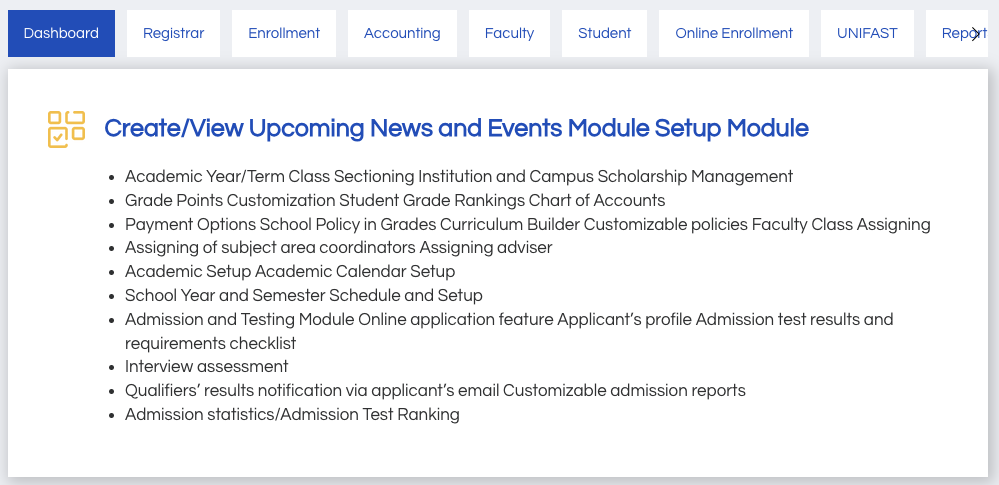 Dashboard
Registrar
Enrollment
Accounting
Faculty
Student
Online Enrollment
UNIFAST
Report
Create/View Upcoming News and Events Module Setup Module
Academic Year/Term Class Sectioning Institution and Campus Scholarship Management
Grade Points Customization Student Grade Rankings Chart of Accounts
Payment Options School Policy in Grades Curriculum Builder Customizable policies Faculty Class Assigning
Assigning of subject area coordinators Assigning adviser
Academic Setup Academic Calendar Setup
School Year and Semester Schedule and Setup
Admission and Testing Module Online application feature Applicant’s profile Admission test results and
requirements checklist
Interview assessment
Qualifiers’ results notification via applicant’s email Customizable admission reports
Admission statistics/Admission Test Ranking